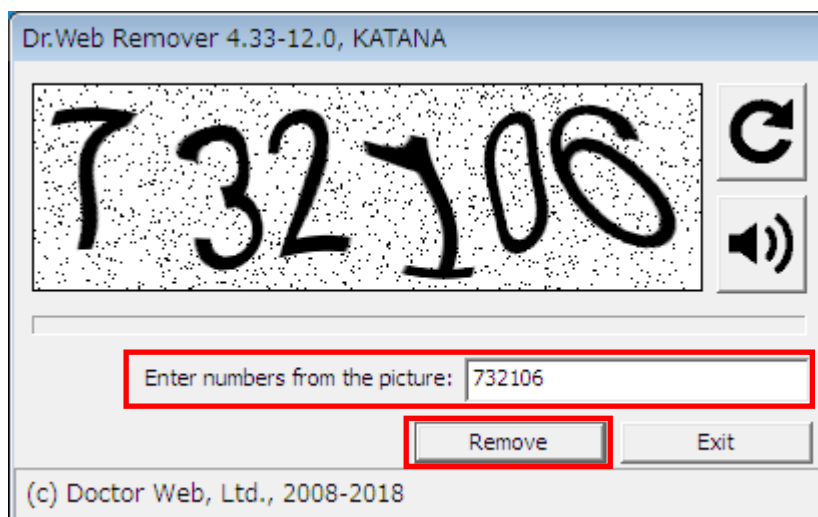 Dr.Web Remover 4.33-12.0, KATANA
732106
Enter numbers from the picture: 732106
Remove Exit
(c) Doctor Web, Ltd., 2008-2018